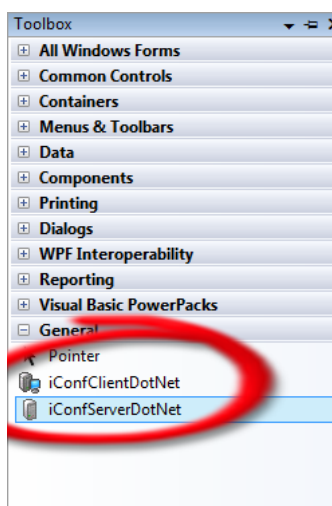 Toolbox
All Windows Forms
Common Controls
Containers
Menus & Toolbars
Data
Components
Printing
Dialogs
WPF Interoperability
Reporting
Visual Basic PowerPacks
General
Pointer
iConfClientDotNet
iConfServerDotNet